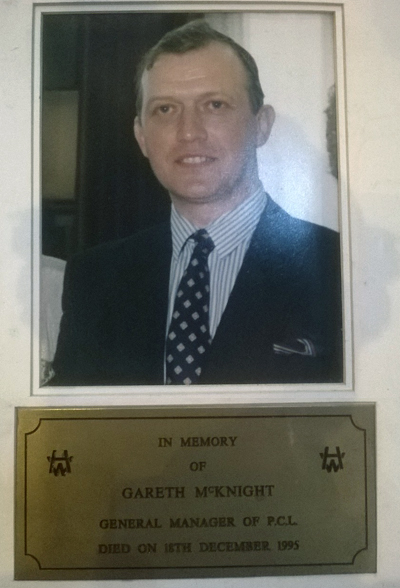 IN MEMORY
OF
GARETH McKNIGHT
GENERAL MANAGER OF P.C.L.
DIED ON 18TH DECEMBER 1995